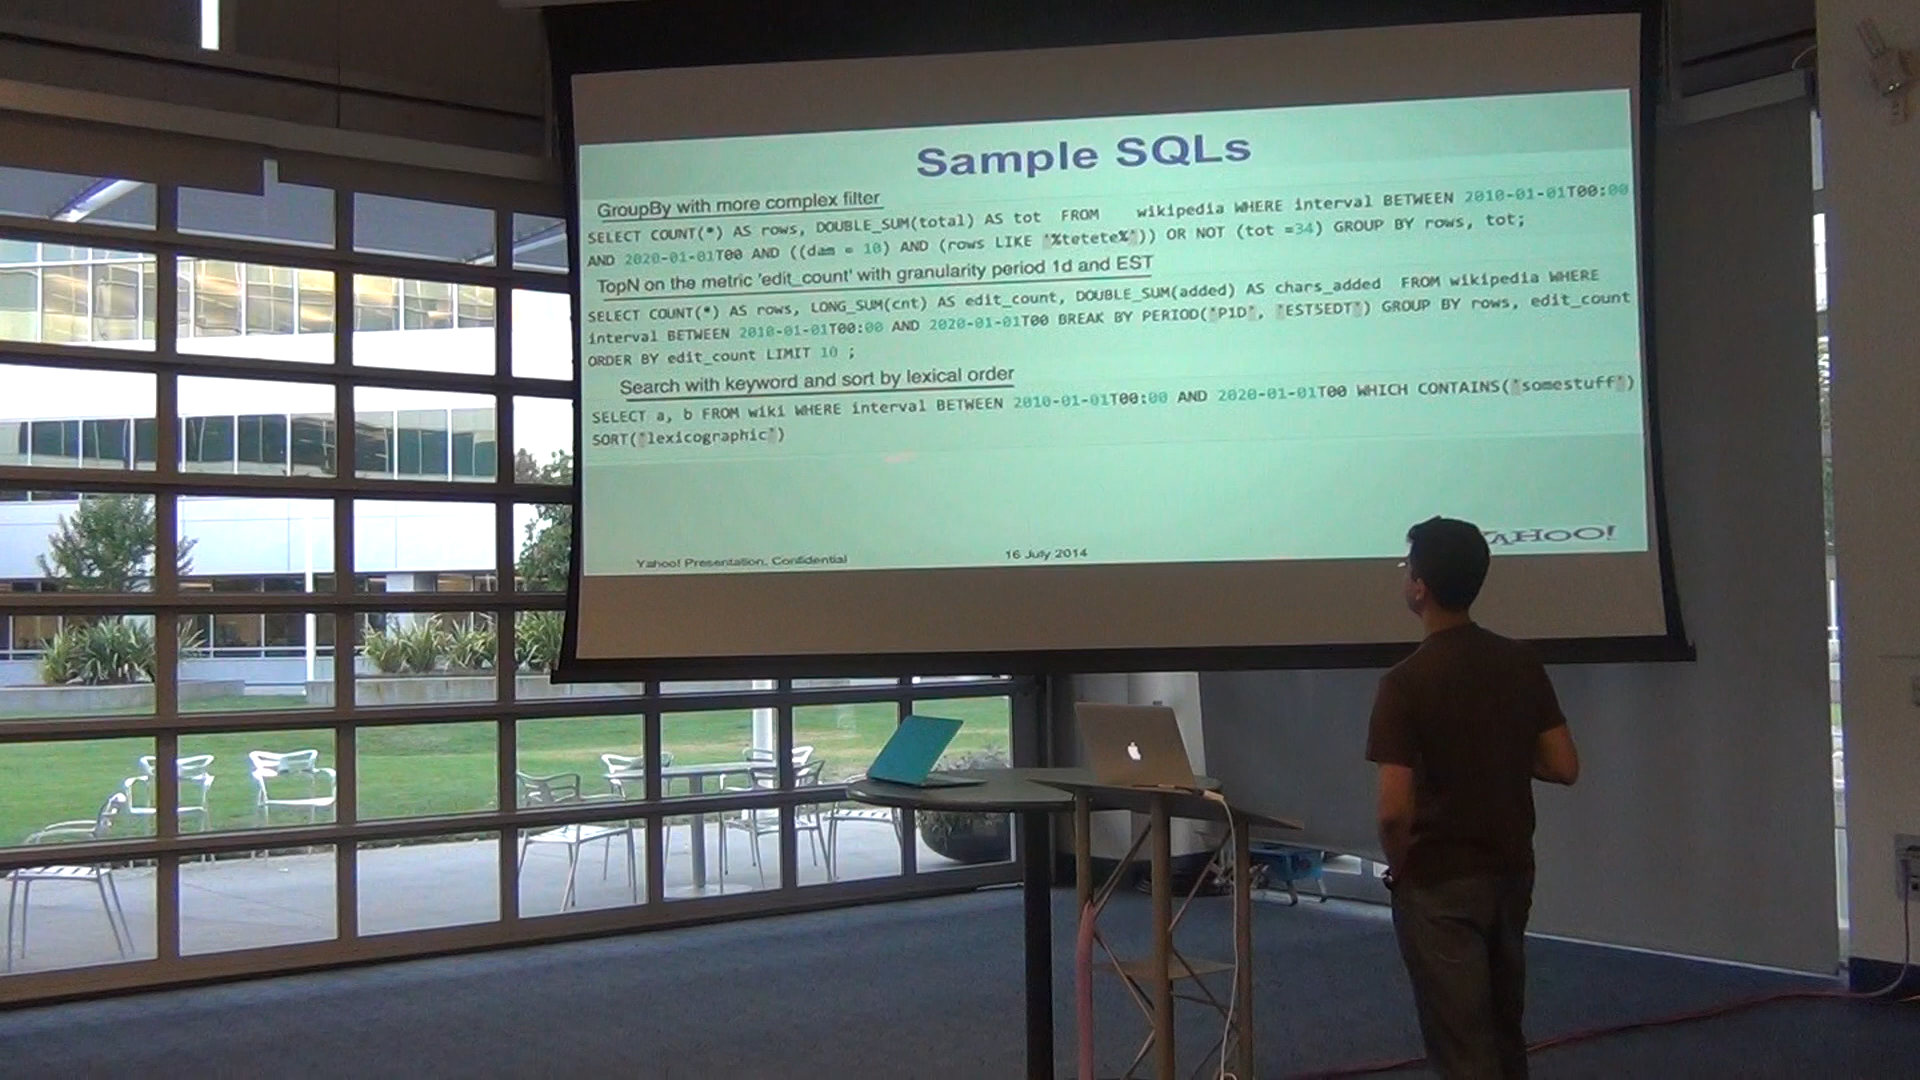 Sample SQLs
GroupBy with more complex filter
SELECT COUNT(*) AS rows, DOUBLE_SUM(total) AS tot FROM wikipedia WHERE interval BETWEEN 2010-01-01T00:00
AND 2020-01-01T00 AND ((dam = 10) AND (rows LIKE '%tetete%')) OR NOT (tot =34) GROUP BY rows, tot;
TopN on the metric 'edit_count' with granularity period 1d and EST
SELECT COUNT(*) AS rows, LONG_SUM(cnt) AS edit_count, DOUBLE_SUM(added) AS chars_added FROM wikipedia WHERE
interval BETWEEN 2010-01-01T00:00 AND 2020-01-01T00 BREAK BY PERIOD("P1D", "EST5EDT") GROUP BY rows, edit_count
ORDER BY edit_count LIMIT 10 ;
Search with keyword and sort by lexical order
SELECT a, b FROM wiki WHERE interval BETWEEN 2010-01-01T00:00 AND 2020-01-01T00 WHICH CONTAINS("somestuff")
SORT("lexicographic")
Yahoo! Presentation, Confidential
16 July 2014
YAHOO!